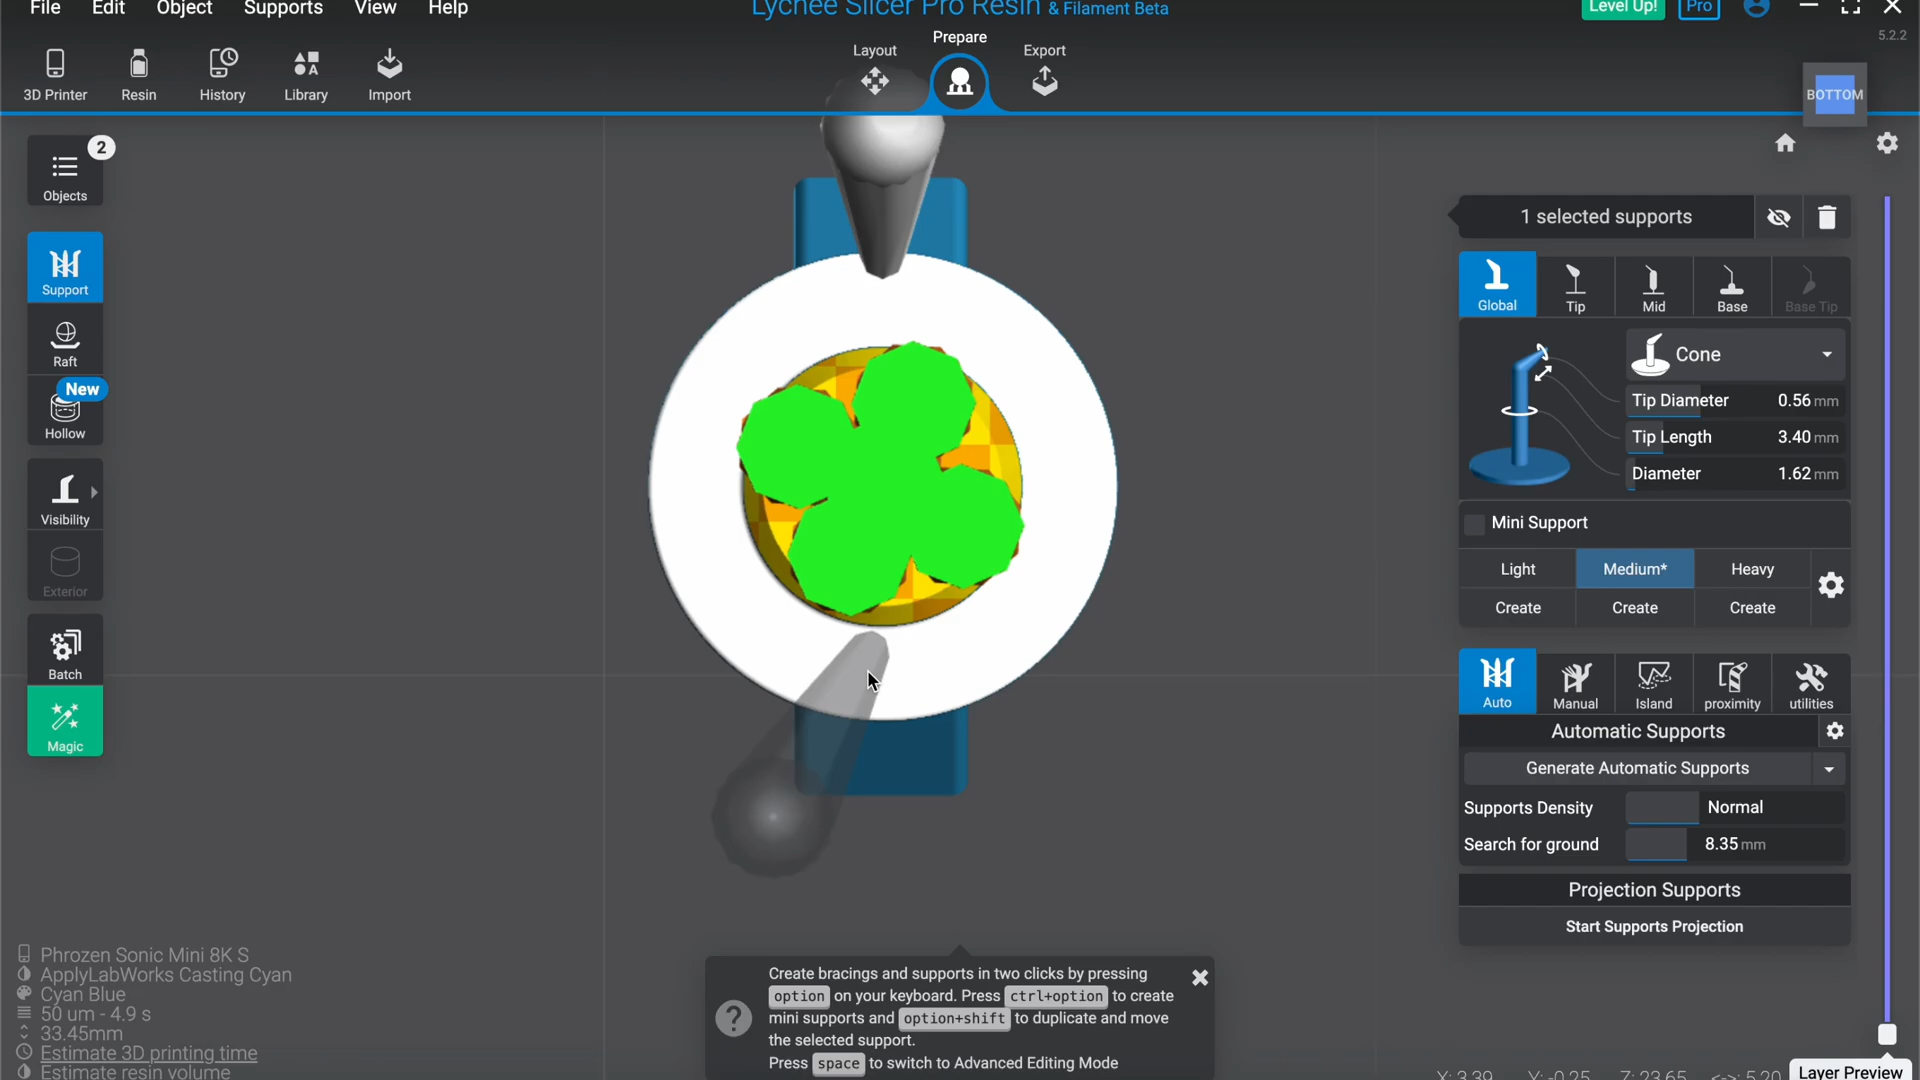 File Edit Object Supports View Help
Lychee Slicer Pro Resin & Filament Beta
Level Up! Pro
5.2.2
3D Printer Resin History Library Import
Layout Prepare Export
BOTTOM
2
Objects
Support
Raft
New
Hollow
Visibility
Exterior
Batch
Magic
1 selected supports
Global Tip Mid Base Base Tip
Cone
Tip Diameter 0.56 mm
Tip Length 3.40 mm
Diameter 1.62 mm
Mini Support
Light Medium* Heavy
Create Create Create
Auto Manual Island proximity utilities
Automatic Supports
Generate Automatic Supports
Supports Density Normal
Search for ground 8.35 mm
Projection Supports
Start Supports Projection
Phrozen Sonic Mini 8K S
ApplyLabWorks Casting Cyan
Cyan Blue
50 um - 4.9 s
33.45mm
Estimate 3D printing time
Estimate resin volume
?
Create bracings and supports in two clicks by pressing
option on your keyboard. Press ctrl+option to create
mini supports and option+shift to duplicate and move
the selected support.
Press space to switch to Advanced Editing Mode
X: 3.39 Y: -0.25 Z: 23.65 <->: 5.20
Layer Preview